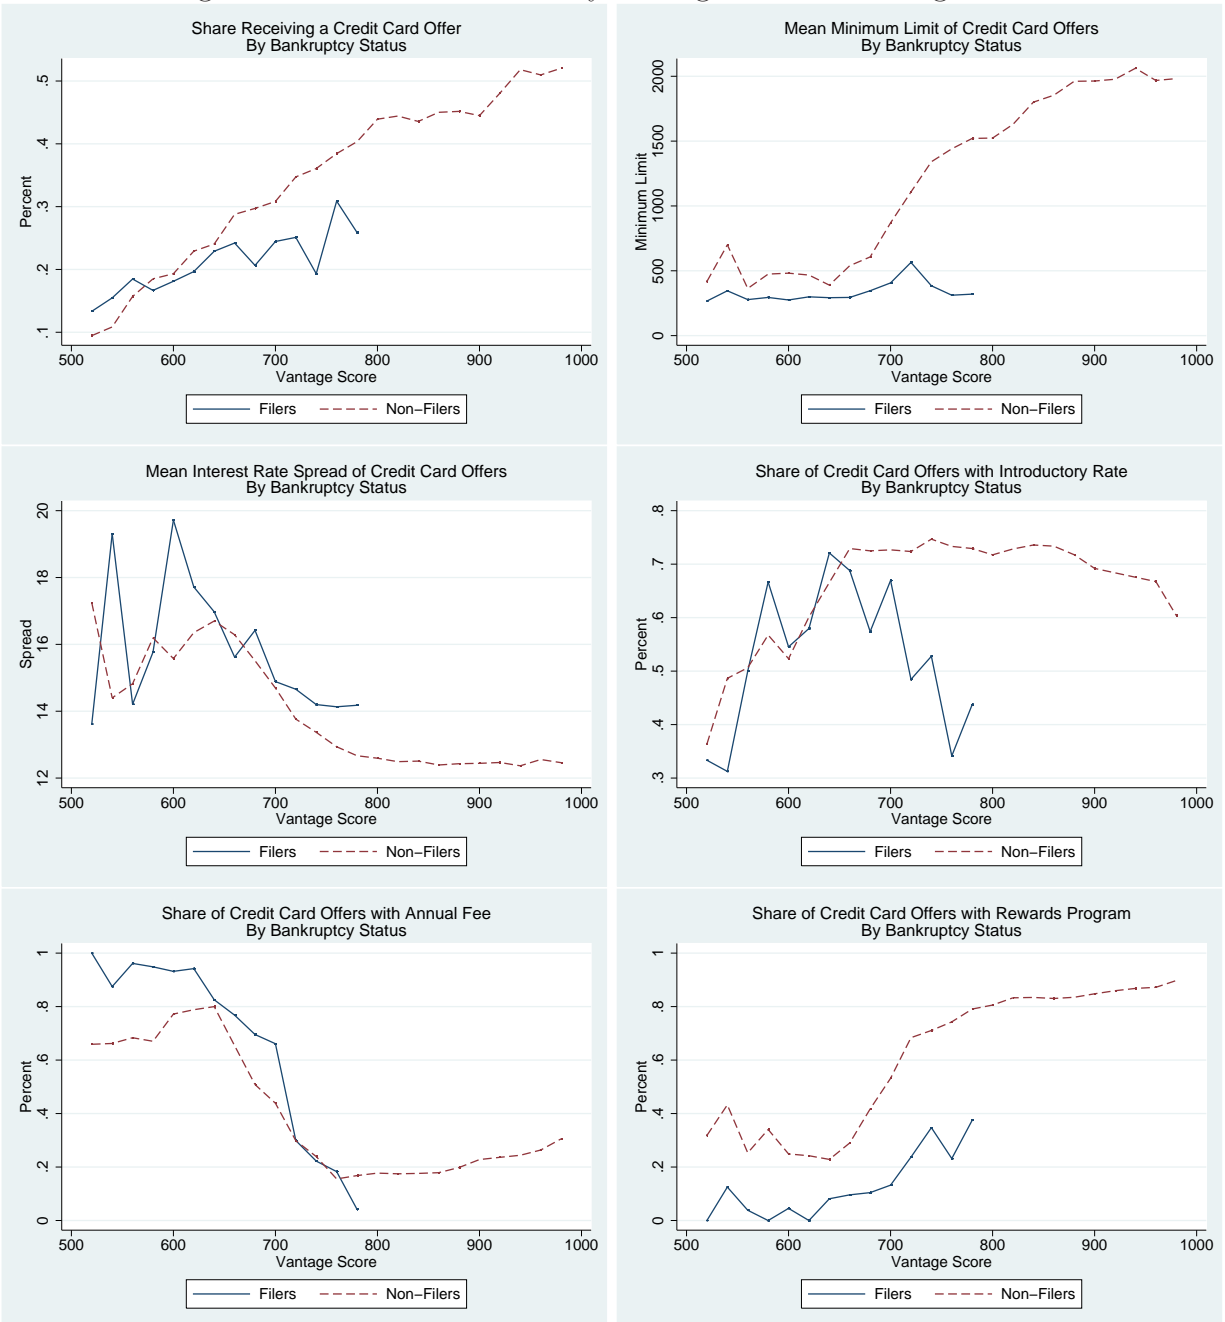 Share Receiving a Credit Card Offer
By Bankruptcy Status
Percent
.1 .2 .3 .4 .5
500 600 700 800 900 1000
Vantage Score
Filers Non−Filers
Mean Minimum Limit of Credit Card Offers
By Bankruptcy Status
Minimum Limit
0 500 1000 1500 2000
500 600 700 800 900 1000
Vantage Score
Filers Non−Filers
Mean Interest Rate Spread of Credit Card Offers
By Bankruptcy Status
Spread
12 14 16 18 20
500 600 700 800 900 1000
Vantage Score
Filers Non−Filers
Share of Credit Card Offers with Introductory Rate
By Bankruptcy Status
Percent
.3 .4 .5 .6 .7 .8
500 600 700 800 900 1000
Vantage Score
Filers Non−Filers
Share of Credit Card Offers with Annual Fee
By Bankruptcy Status
Percent
0 .2 .4 .6 .8 1
500 600 700 800 900 1000
Vantage Score
Filers Non−Filers
Share of Credit Card Offers with Rewards Program
By Bankruptcy Status
Percent
0 .2 .4 .6 .8 1
500 600 700 800 900 1000
Vantage Score
Filers Non−Filers